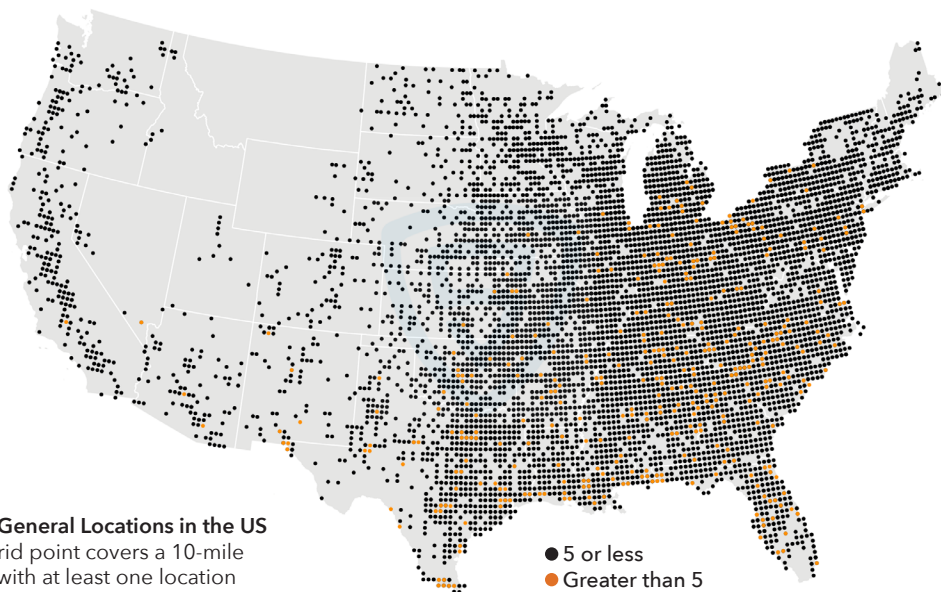 General Locations in the US
rid point covers a 10-mile
with at least one location
5 or less
Greater than 5